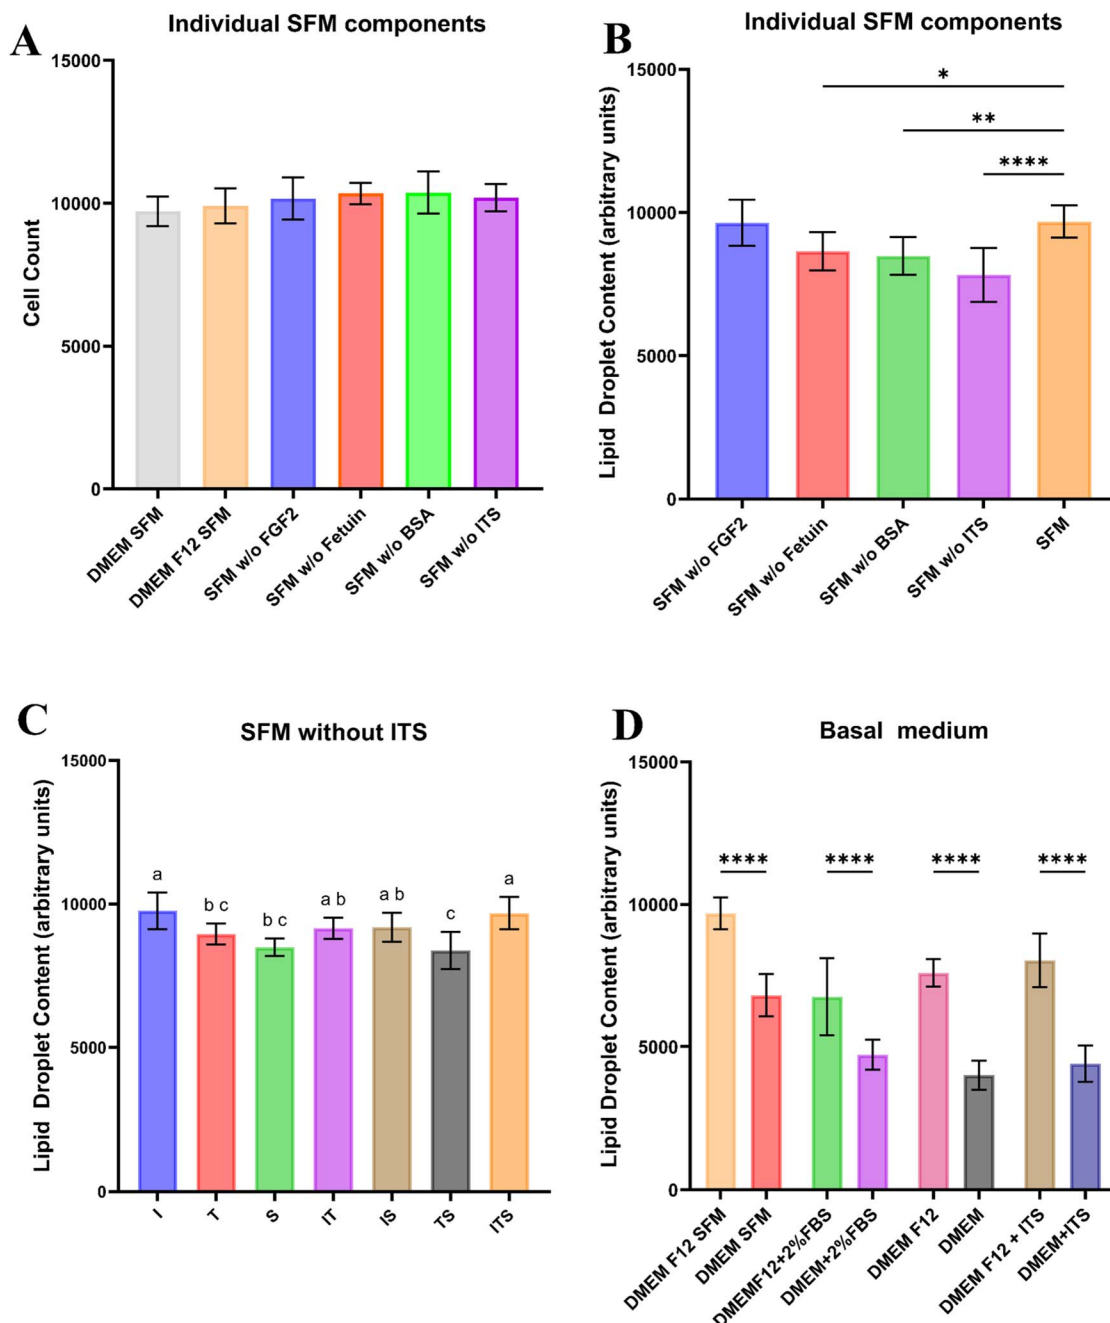 A
Individual SFM components
Cell Count
15000
10000
5000
0
DMEM SFM
DMEM F12 SFM
SFM w/o FGF2
SFM w/o Fetuin
SFM w/o BSA
SFM w/o ITS
B
Individual SFM components
Lipid Droplet Content (arbitrary units)
15000
10000
5000
0
*
**
****
SFM w/o FGF2
SFM w/o Fetuin
SFM w/o BSA
SFM w/o ITS
SFM
C
SFM without ITS
Lipid Droplet Content (arbitrary units)
15000
10000
5000
0
a
b c
b c
a b
a b
c
a
I
T
S
IT
IS
TS
ITS
D
Basal medium
Lipid Droplet Content (arbitrary units)
15000
10000
5000
0
****
****
****
****
DMEM F12 SFM
DMEM SFM
DMEMF12+2%FBS
DMEM+2%FBS
DMEM F12
DMEM
DMEM F12 + ITS
DMEM+ITS